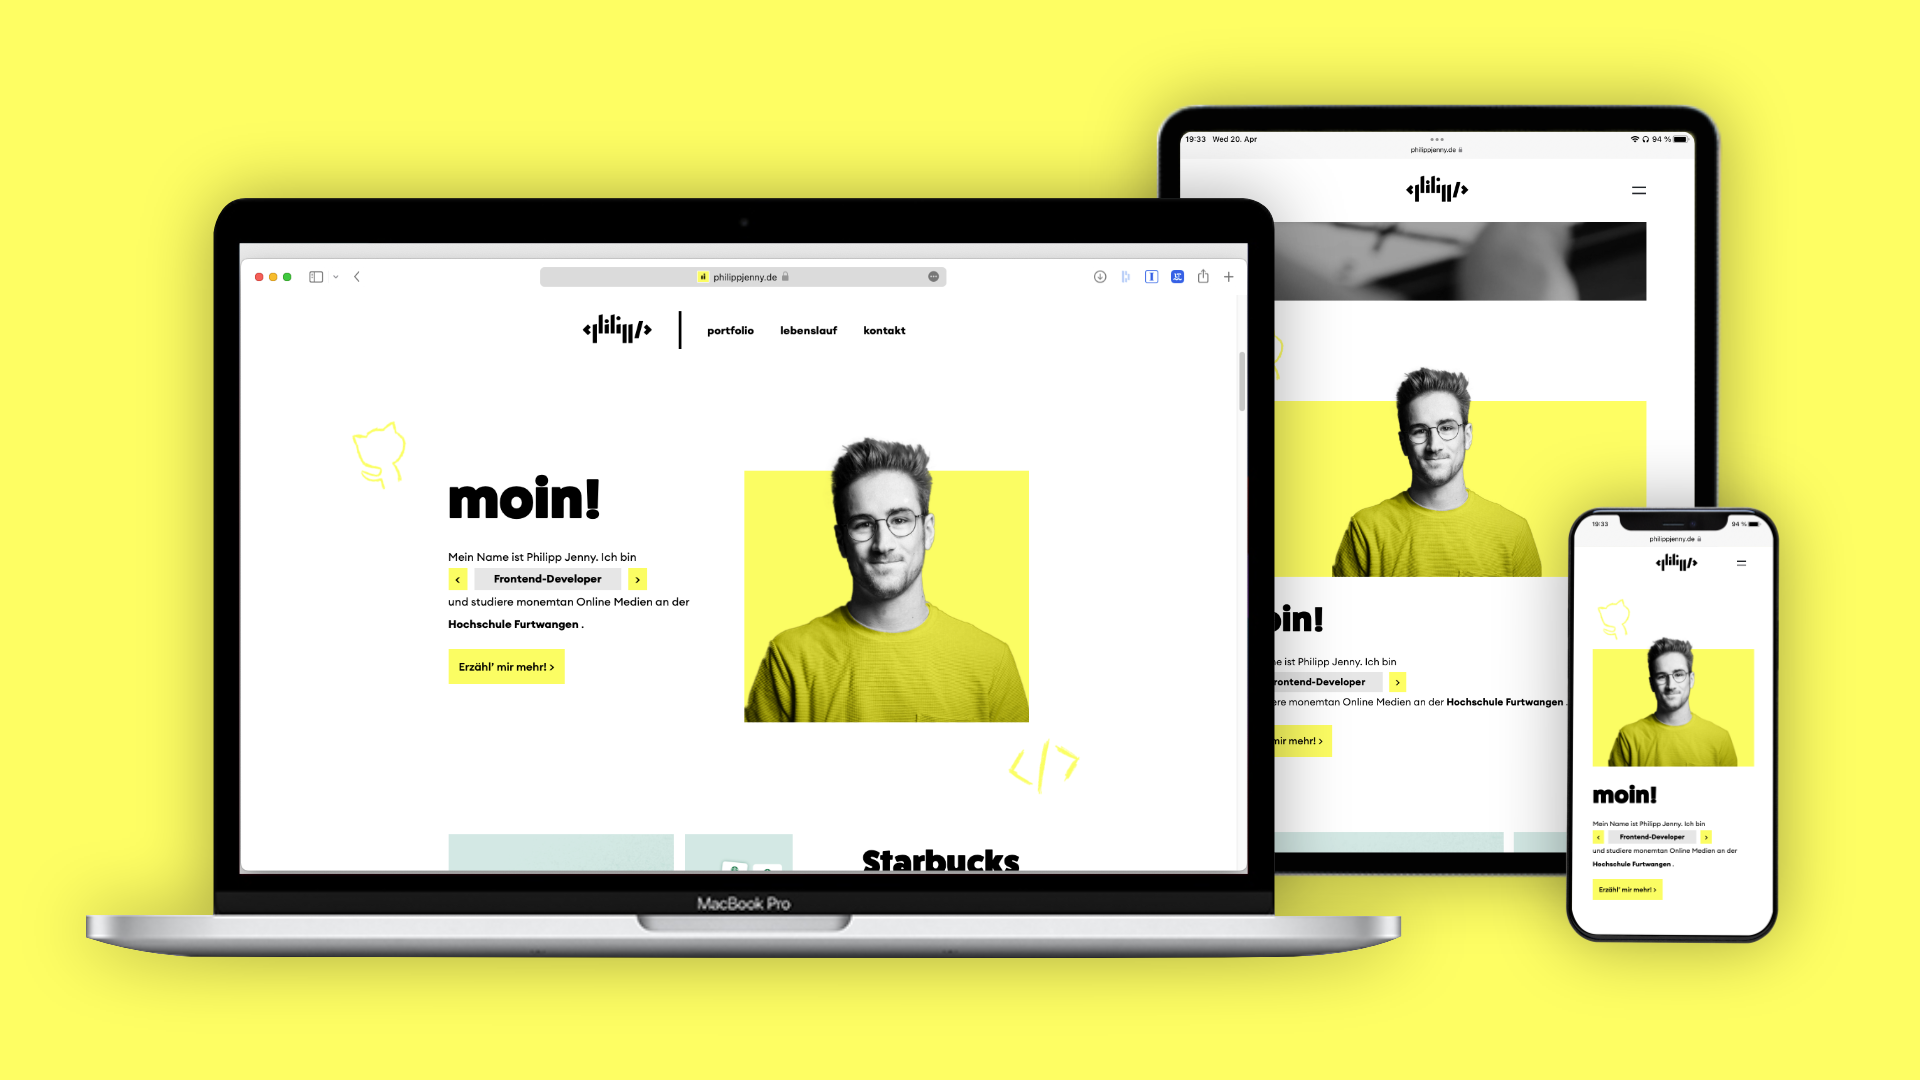 philippjenny.de
portfolio
lebenslauf
kontakt
moin!
Mein Name ist Philipp Jenny. Ich bin
< Frontend-Developer >
und studiere monemtan Online Medien an der
Hochschule Furtwangen .
Erzähl' mir mehr! >
</>
Starbucks
MacBook Pro
19:33 Wed 20. Apr
94 %
philippjenny.de
oin!
e ist Philipp Jenny. Ich bin
rontend-Developer >
ere monemtan Online Medien an der Hochschule Furtwangen .
mir mehr! >
19:33
94 %
philippjenny.de
moin!
Mein Name ist Philipp Jenny. Ich bin
< Frontend-Developer >
und studiere monemtan Online Medien an der
Hochschule Furtwangen .
Erzähl' mir mehr! >